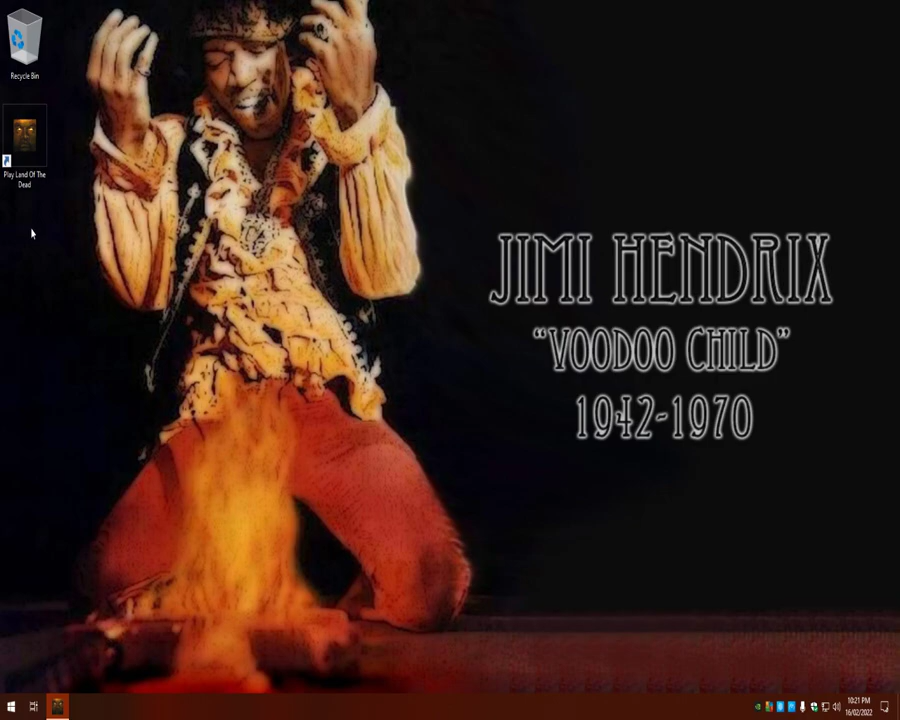 Recycle Bin
Play Land Of The
Dead
JIMI HENDRIX
“VOODOO CHILD”
1942-1970
10:21 PM
16/02/2022